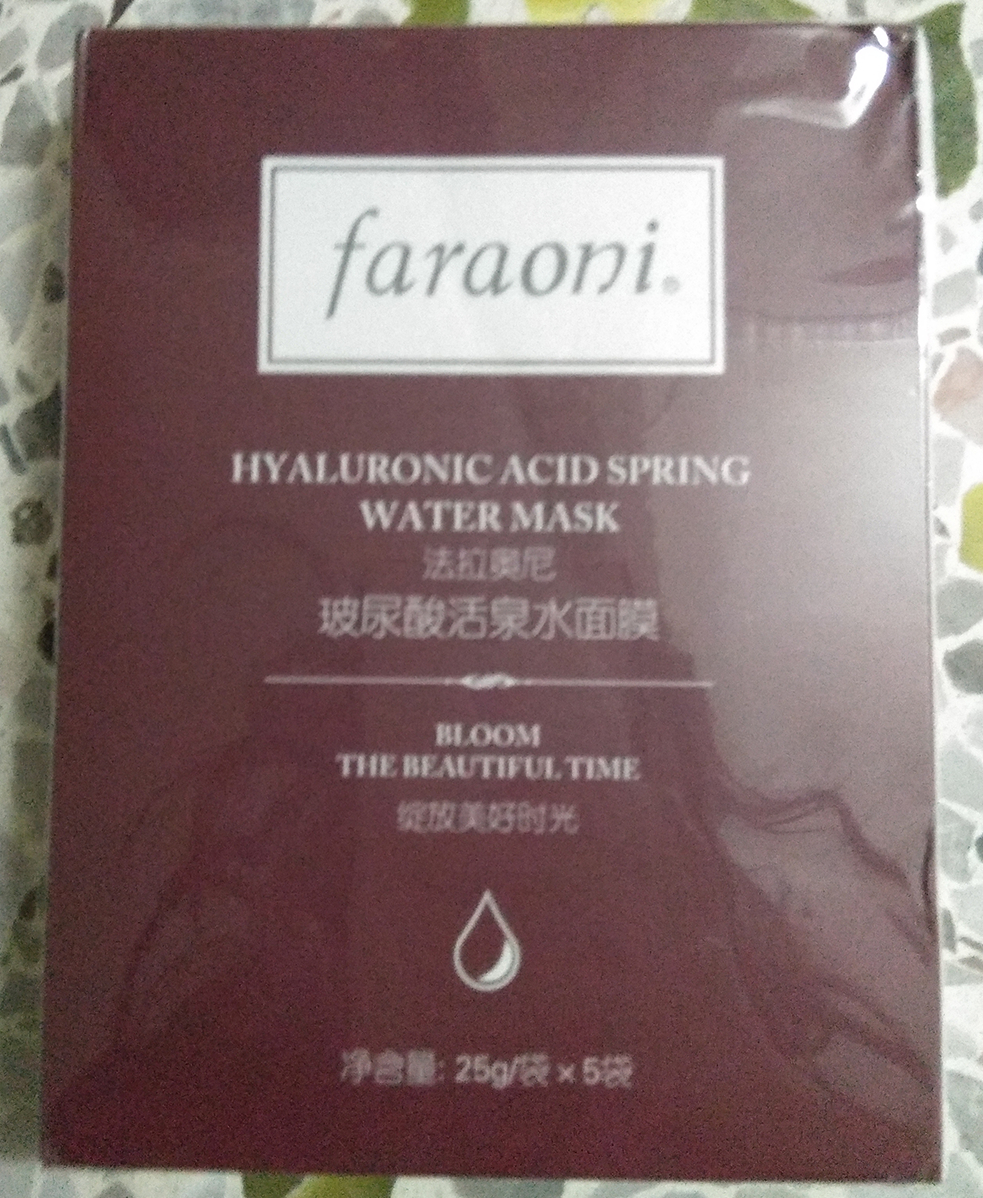 faraoni®
HYALURONIC ACID SPRING
WATER MASK
法拉奥尼
玻尿酸活泉水面膜
BLOOM
THE BEAUTIFUL TIME
绽放美好时光
净含量: 25g/袋 × 5袋